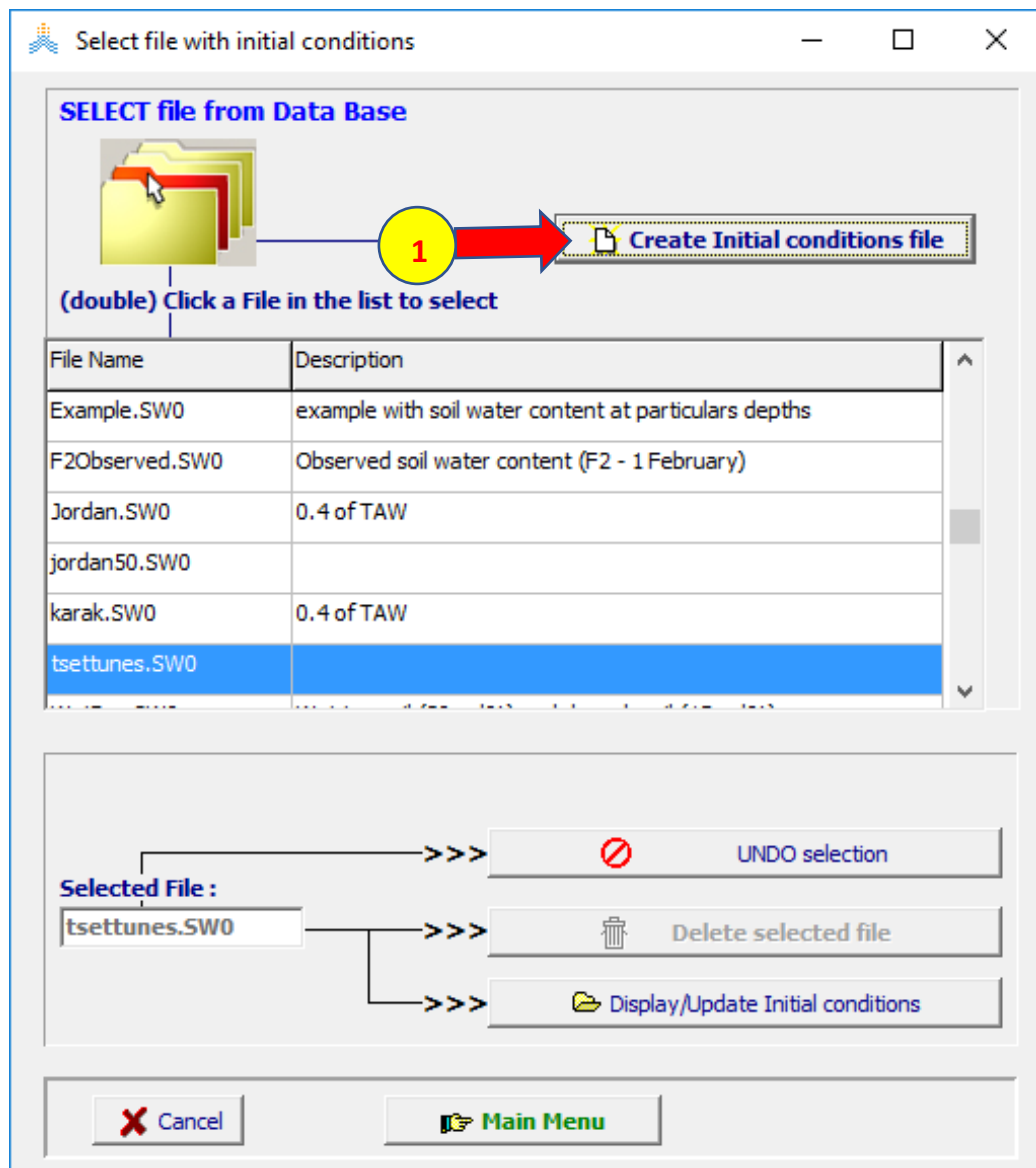 Select file with initial conditions
SELECT file from Data Base
1
Create Initial conditions file
(double) Click a File in the list to select
File Name Description
Example.SW0 example with soil water content at particulars depths
F2Observed.SW0 Observed soil water content (F2 - 1 February)
Jordan.SW0 0.4 of TAW
jordan50.SW0
karak.SW0 0.4 of TAW
tsettunes.SW0
>>> UNDO selection
Selected File :
tsettunes.SW0
>>> Delete selected file
>>> Display/Update Initial conditions
Cancel Main Menu